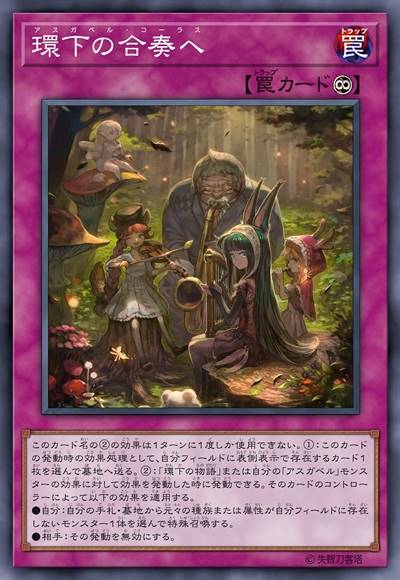 アスガベル・コーラス
環下の合奏へ
トラップ
罠
トラップ
【罠カード】
このカード名の②の効果は1ターンに1度しか使用できない。①：このカード
の発動時の効果処理として、自分フィールドに表側表示で存在するカード1
枚を選んで墓地へ送る。②：「環下の物語」または自分の「アスガベル」モンスタ
ーの効果に対して効果を発動した時に発動できる。そのカードのコントロ
ーラーによって以下の効果を適用する。
●自分：自分の手札・墓地から元々の種族または属性が自分フィールドに存在
しないモンスター1体を選んで特殊召喚する。
●相手：その発動を無効にする。
©失智刀客塔